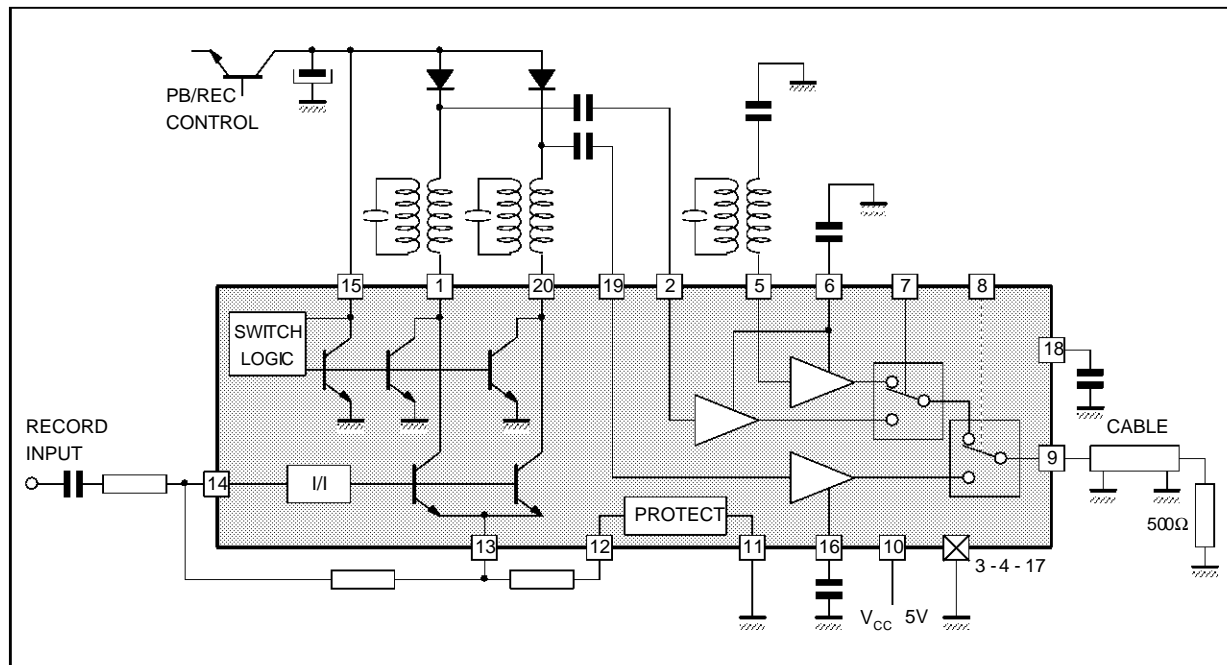 PB/REC
CONTROL
15
1
20
19
2
5
6
7
8
SWITCH
LOGIC
18
RECORD
INPUT
CABLE
9
14
I/I
PROTECT
500Ω
13
12
11
16
10
3 - 4 - 17
VCC 5V